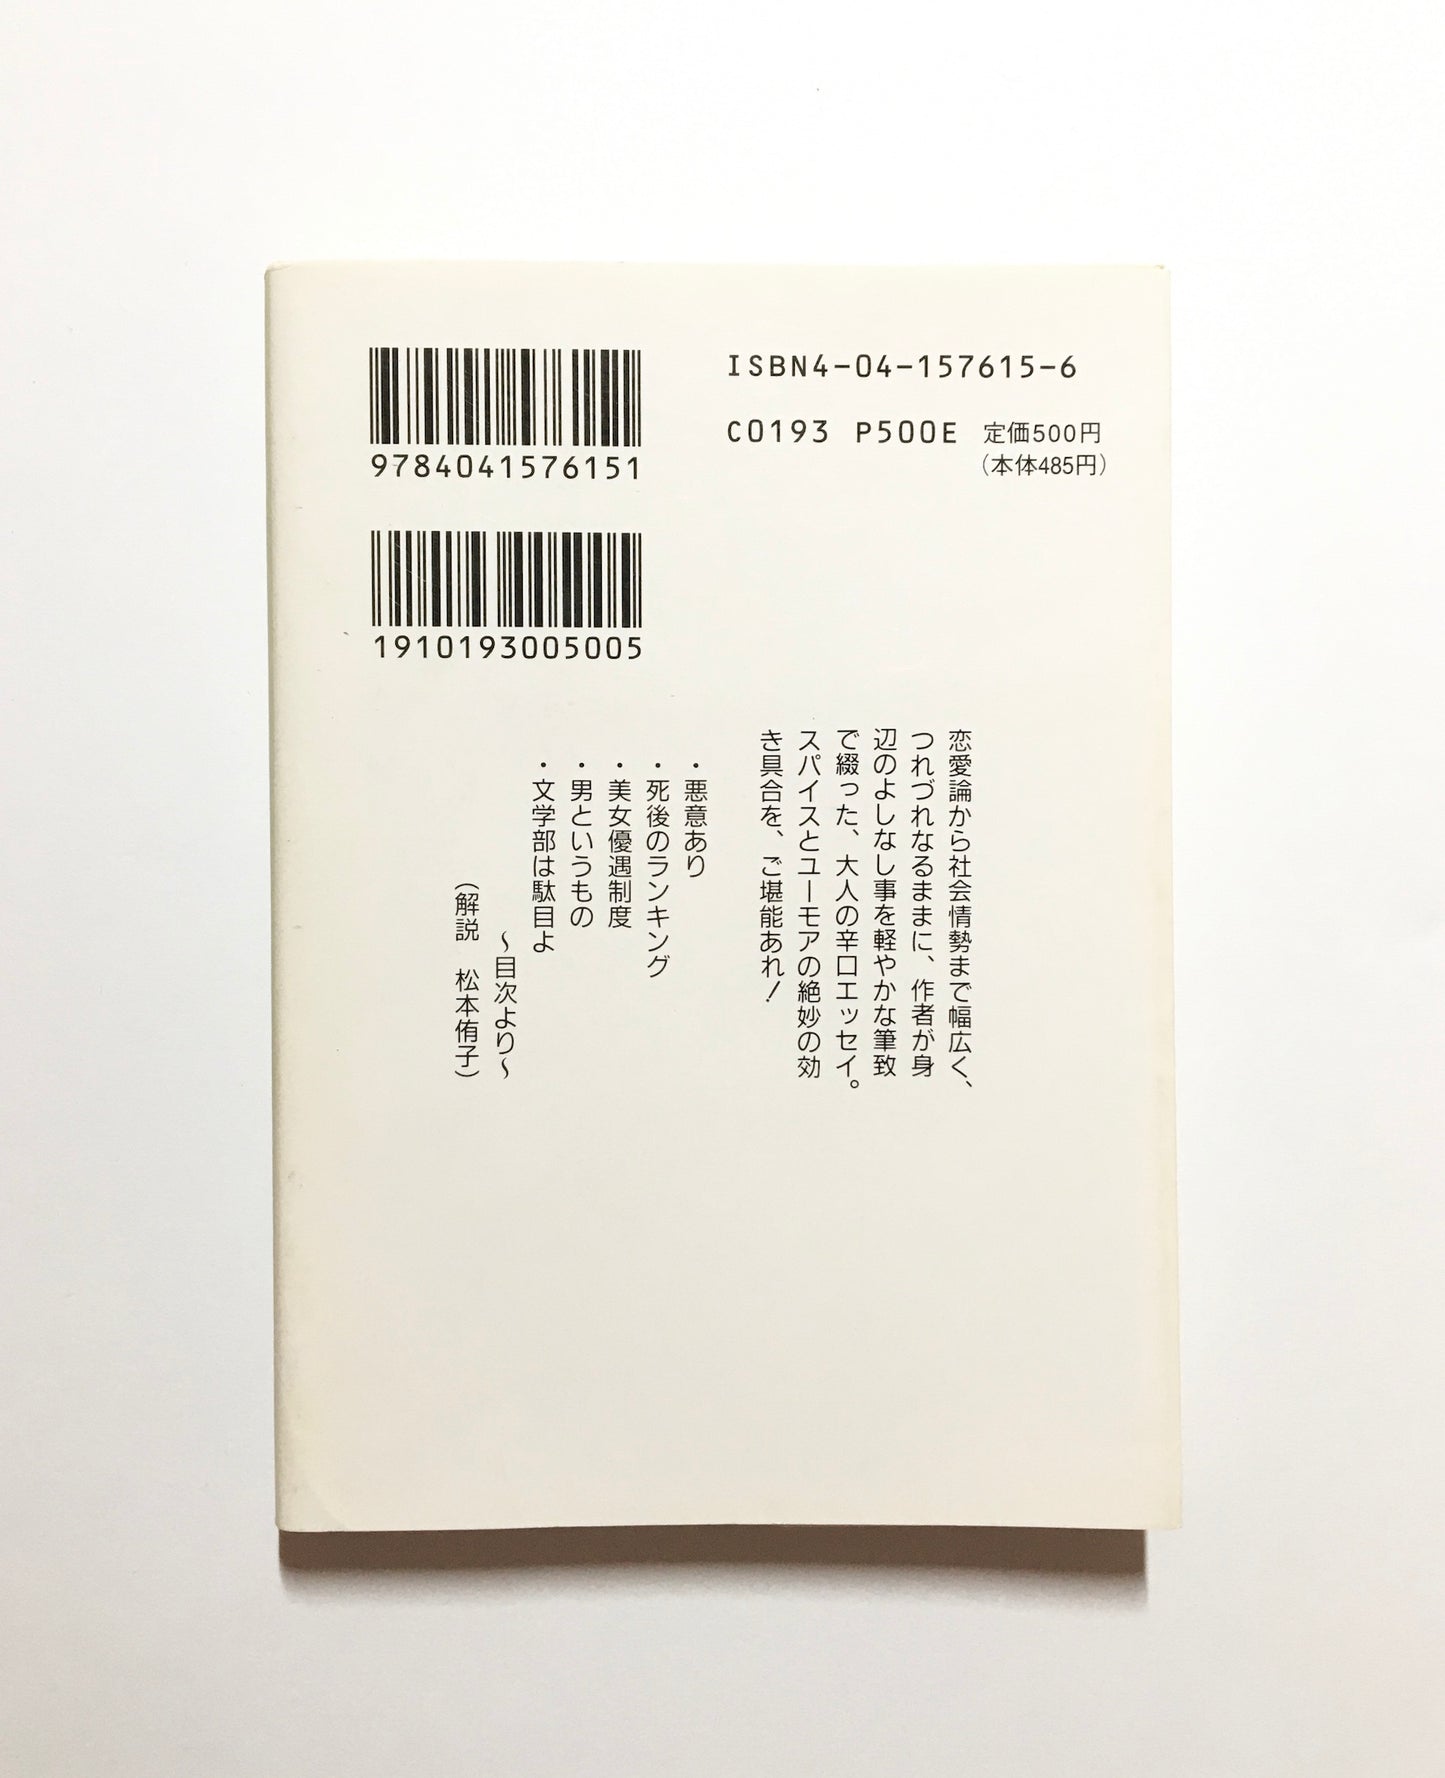 9784041576151
ISBN4-04-157615-6
C0193 P500E 定価500円
(本体485円)
1910193005005
恋愛論から社会情勢まで幅広く、
つれづれなるままに、作者が身
辺のよしなし事を軽やかな筆致
で綴った、大人の辛口エッセイ。
スパイスとユーモアの絶妙の効
き具合を、ご堪能あれ!
・悪意あり
・死後のランキング
・美女優遇制度
・男というもの
・文学部は駄目よ
~目次より~
(解説 松本侑子)